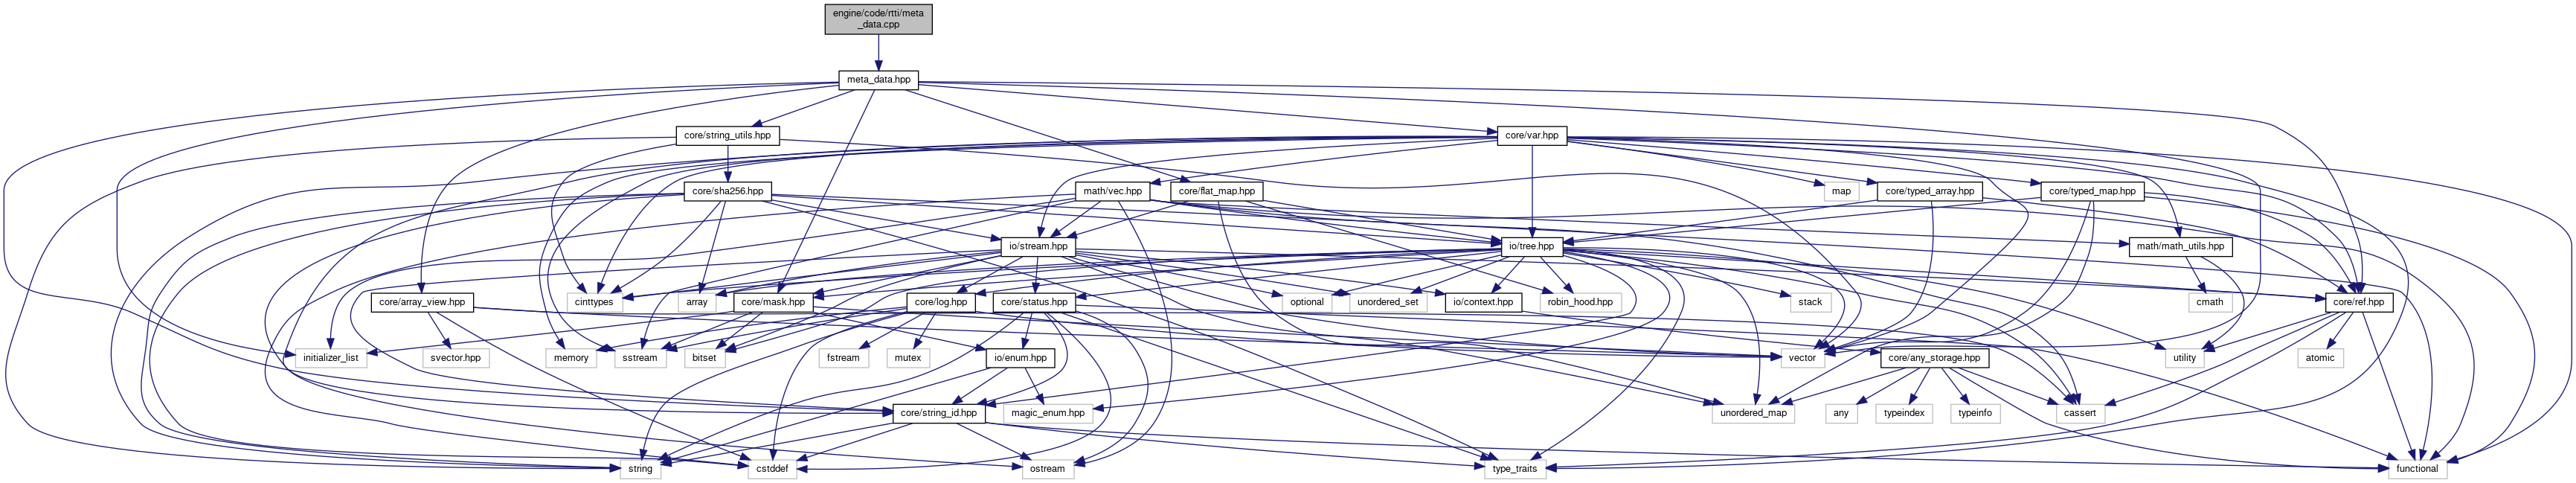 engine/code/rtti/meta
_data.cpp
meta_data.hpp
core/string_utils.hpp
core/var.hpp
core/sha256.hpp
math/vec.hpp
core/flat_map.hpp
map
core/typed_array.hpp
core/typed_map.hpp
io/stream.hpp
io/tree.hpp
math/math_utils.hpp
core/array_view.hpp
cinttypes
array
core/mask.hpp
core/log.hpp
core/status.hpp
optional
unordered_set
io/context.hpp
robin_hood.hpp
stack
cmath
core/ref.hpp
initializer_list
svector.hpp
memory
sstream
bitset
fstream
mutex
io/enum.hpp
vector
core/any_storage.hpp
utility
atomic
core/string_id.hpp
magic_enum.hpp
unordered_map
any
typeindex
typeinfo
cassert
string
cstddef
ostream
type_traits
functional